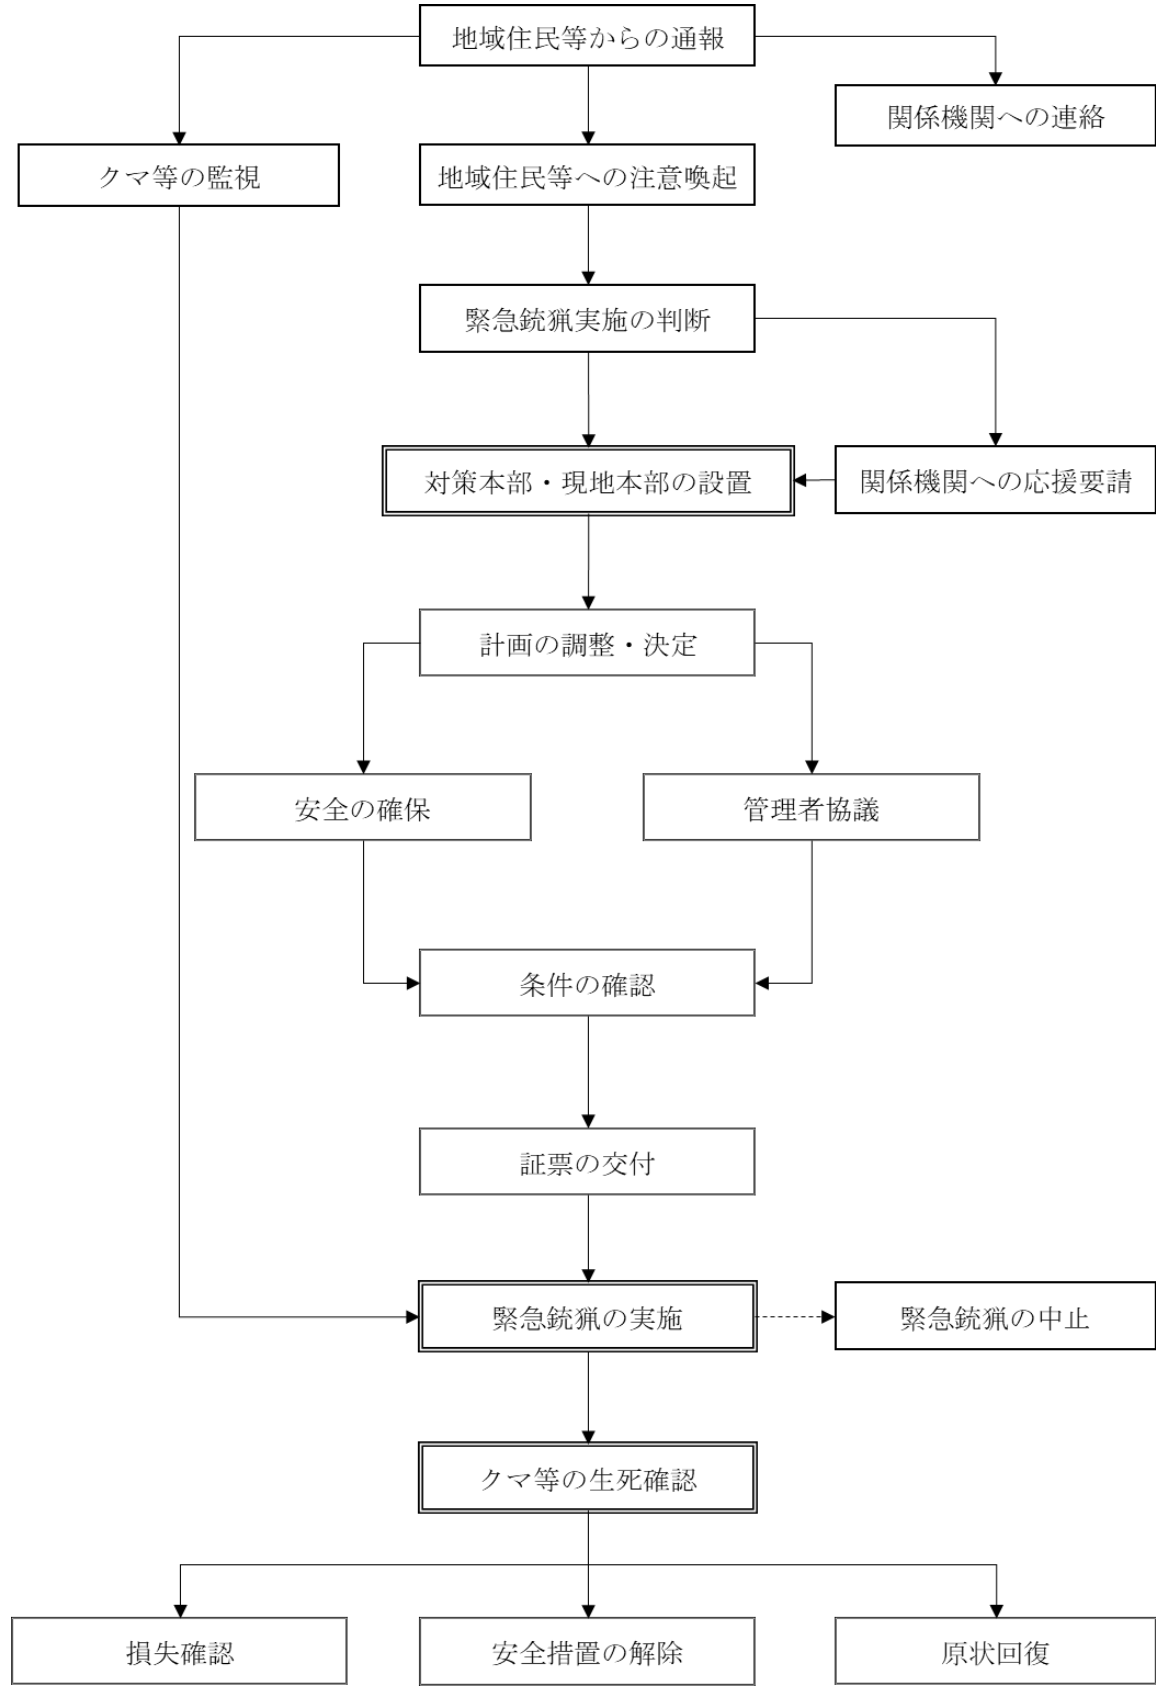 地域住民等からの通報
関係機関への連絡
クマ等の監視
地域住民等への注意喚起
緊急銃猟実施の判断
対策本部・現地本部の設置
関係機関への応援要請
計画の調整・決定
安全の確保
管理者協議
条件の確認
証票の交付
緊急銃猟の実施
緊急銃猟の中止
クマ等の生死確認
損失確認
安全措置の解除
原状回復